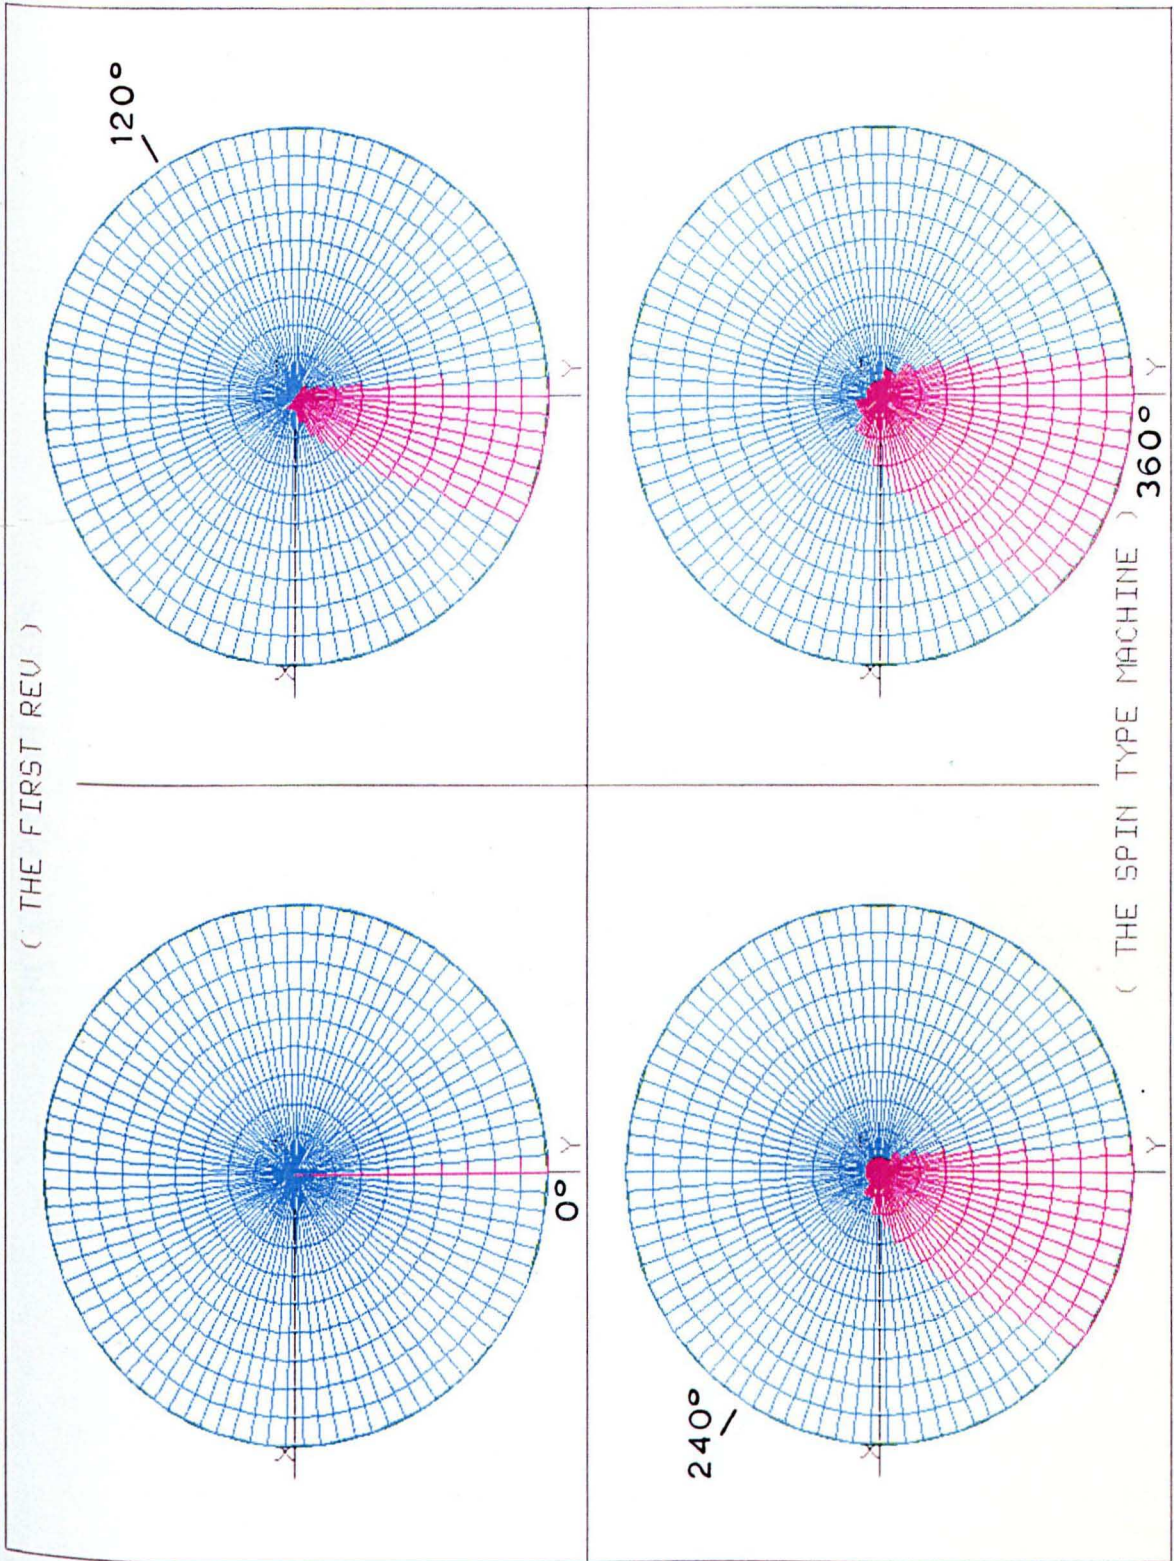 ( THE FIRST REV )
120°
X
X
0°
Y
Y
240°
X
X
( THE SPIN TYPE MACHINE )
Y
360°
Y